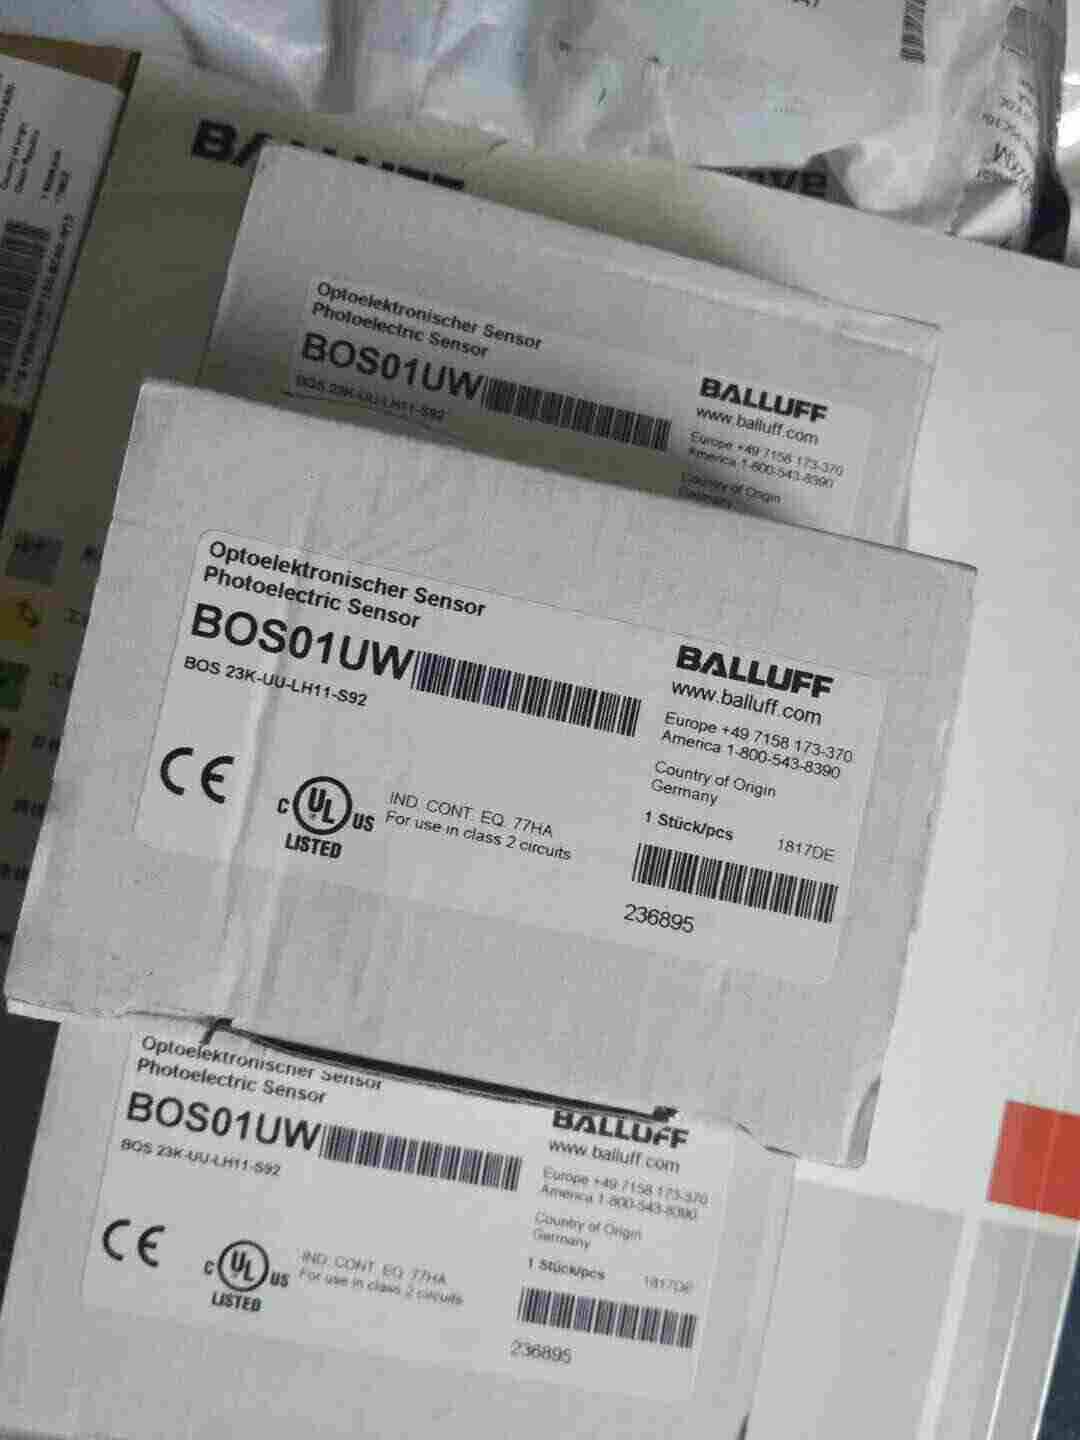 BALLUFF
Optoelektronischer Sensor
Photoelectric Sensor
BOS01UW
BOS 23K-UU-LH11-S92
BALLUFF
www.balluff.com
Europe +49 7158 173-370
America 1-800-543-8390
Country of Origin
Germany
Optoelektronischer Sensor
Photoelectric Sensor
BOS01UW
BOS 23K-UU-LH11-S92
BALLUFF
www.balluff.com
Europe +49 7158 173-370
America 1-800-543-8390
Country of Origin
Germany
1 Stück/pcs
1817DE
236895
CE
C UL US
LISTED
IND. CONT. EQ. 77HA
For use in class 2 circuits
Optoelektronischer Sensor
Photoelectric Sensor
BOS01UW
BOS 23K-UU-LH11-S92
BALLUFF
www.balluff.com
Europe +49 7158 173-370
America 1-800-543-8390
Country of Origin
Germany
1 Stück/pcs
1817DE
236895
CE
C UL US
LISTED
IND. CONT. EQ. 77HA
For use in class 2 circuits